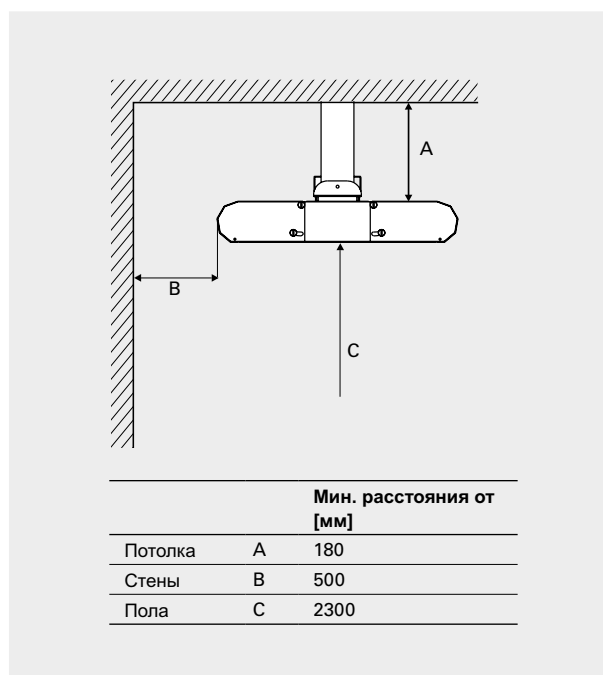 A
B
C
Мин. расстояния от
[мм]
Потолка A 180
Стены B 500
Пола C 2300